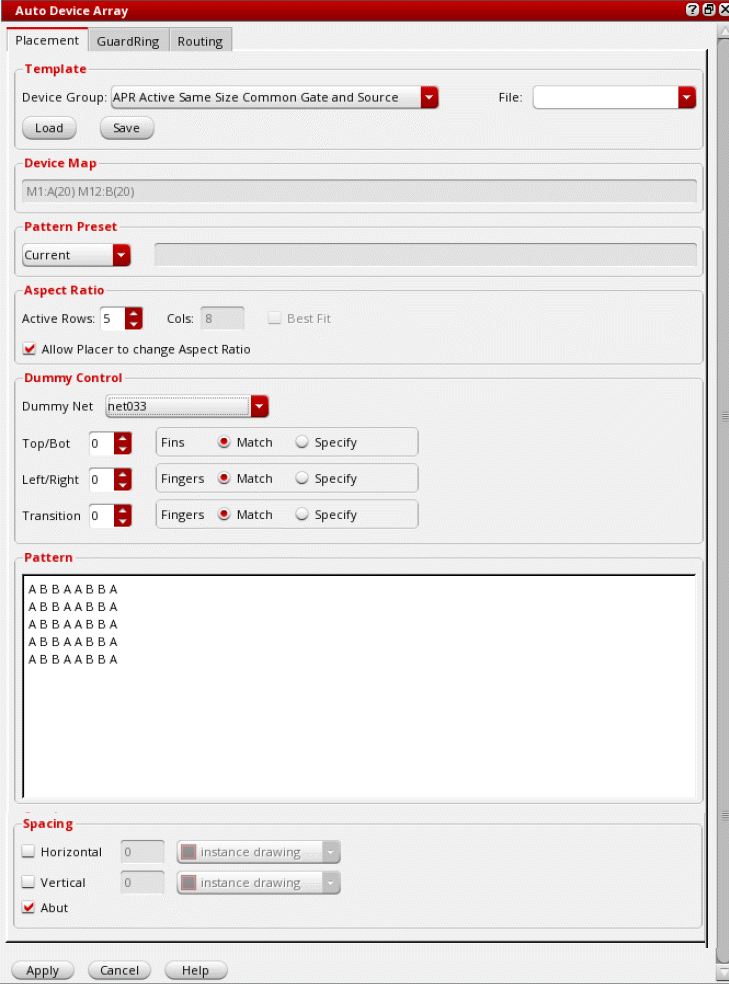 Auto Device Array
Placement GuardRing Routing
Template
Device Group: APR Active Same Size Common Gate and Source File:
Load Save
Device Map
M1:A(20) M12:B(20)
Pattern Preset
Current
Aspect Ratio
Active Rows: 5 Cols: 8 Best Fit
Allow Placer to change Aspect Ratio
Dummy Control
Dummy Net net033
Top/Bot 0 Fins Match Specify
Left/Right 0 Fingers Match Specify
Transition 0 Fingers Match Specify
Pattern
A B B A A B B A
A B B A A B B A
A B B A A B B A
A B B A A B B A
A B B A A B B A
Spacing
Horizontal 0 instance drawing
Vertical 0 instance drawing
Abut
Apply Cancel Help